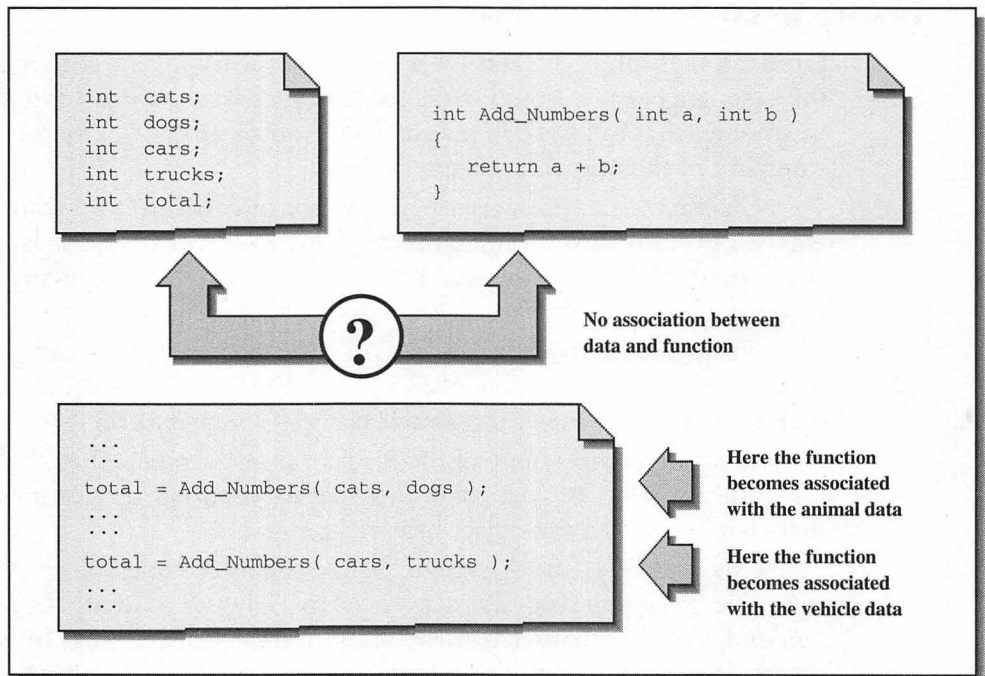 int  cats;
int  dogs;
int  cars;
int  trucks;
int  total;
int Add_Numbers( int a, int b )
{
   return a + b;
}
?
No association between
data and function
...
...
total = Add_Numbers( cats, dogs );
...
...
total = Add_Numbers( cars, trucks );
...
...
Here the function
becomes associated
with the animal data
Here the function
becomes associated
with the vehicle data